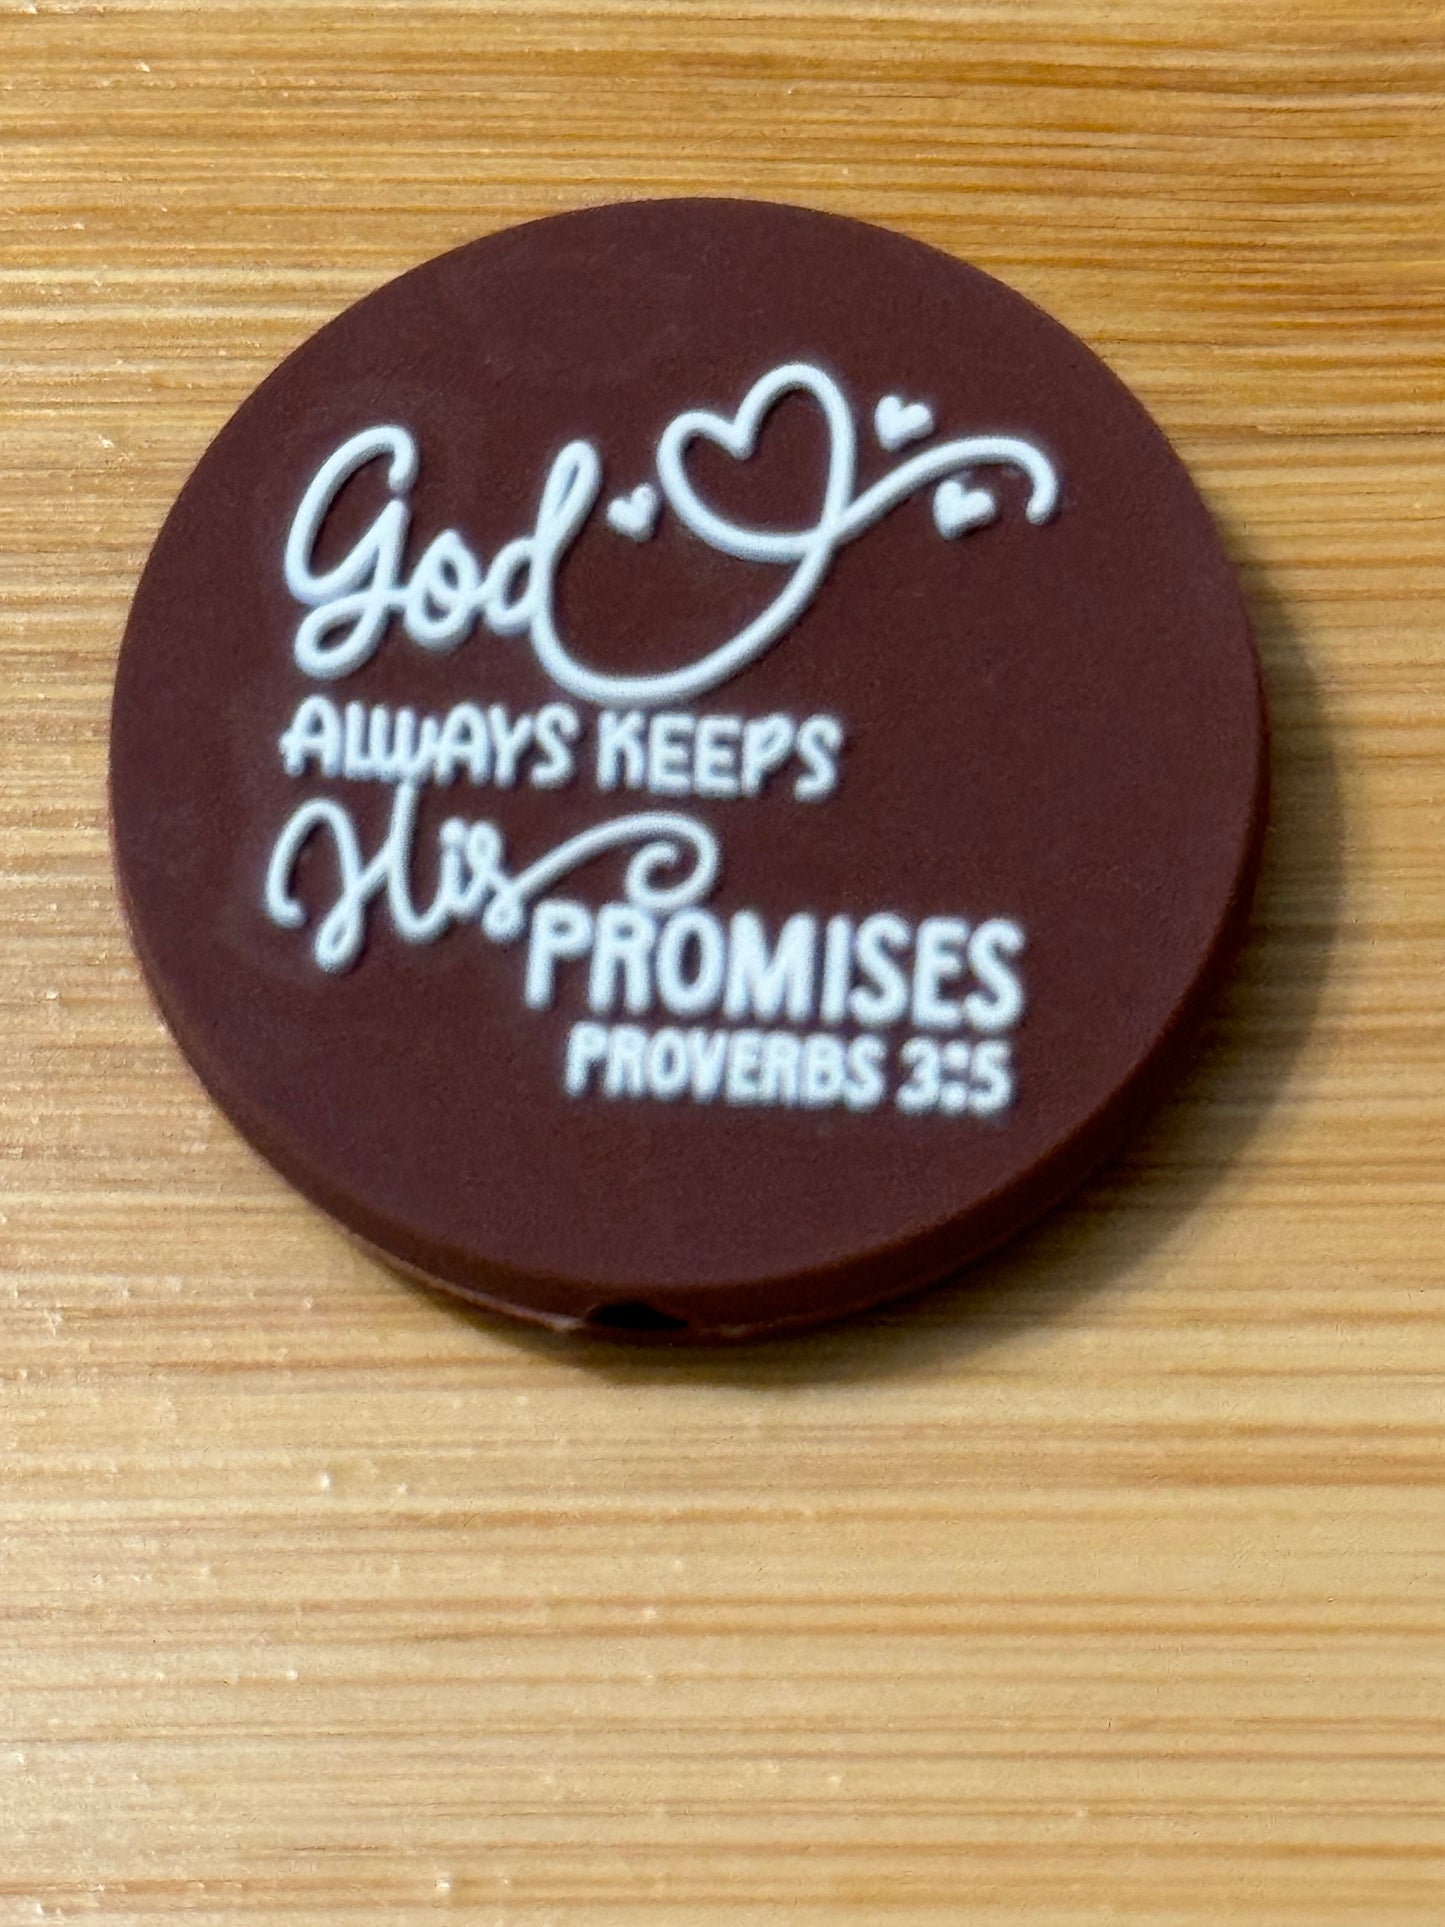 God
ALWAYS KEEPS
His
PROMISES
PROVERBS 3:5